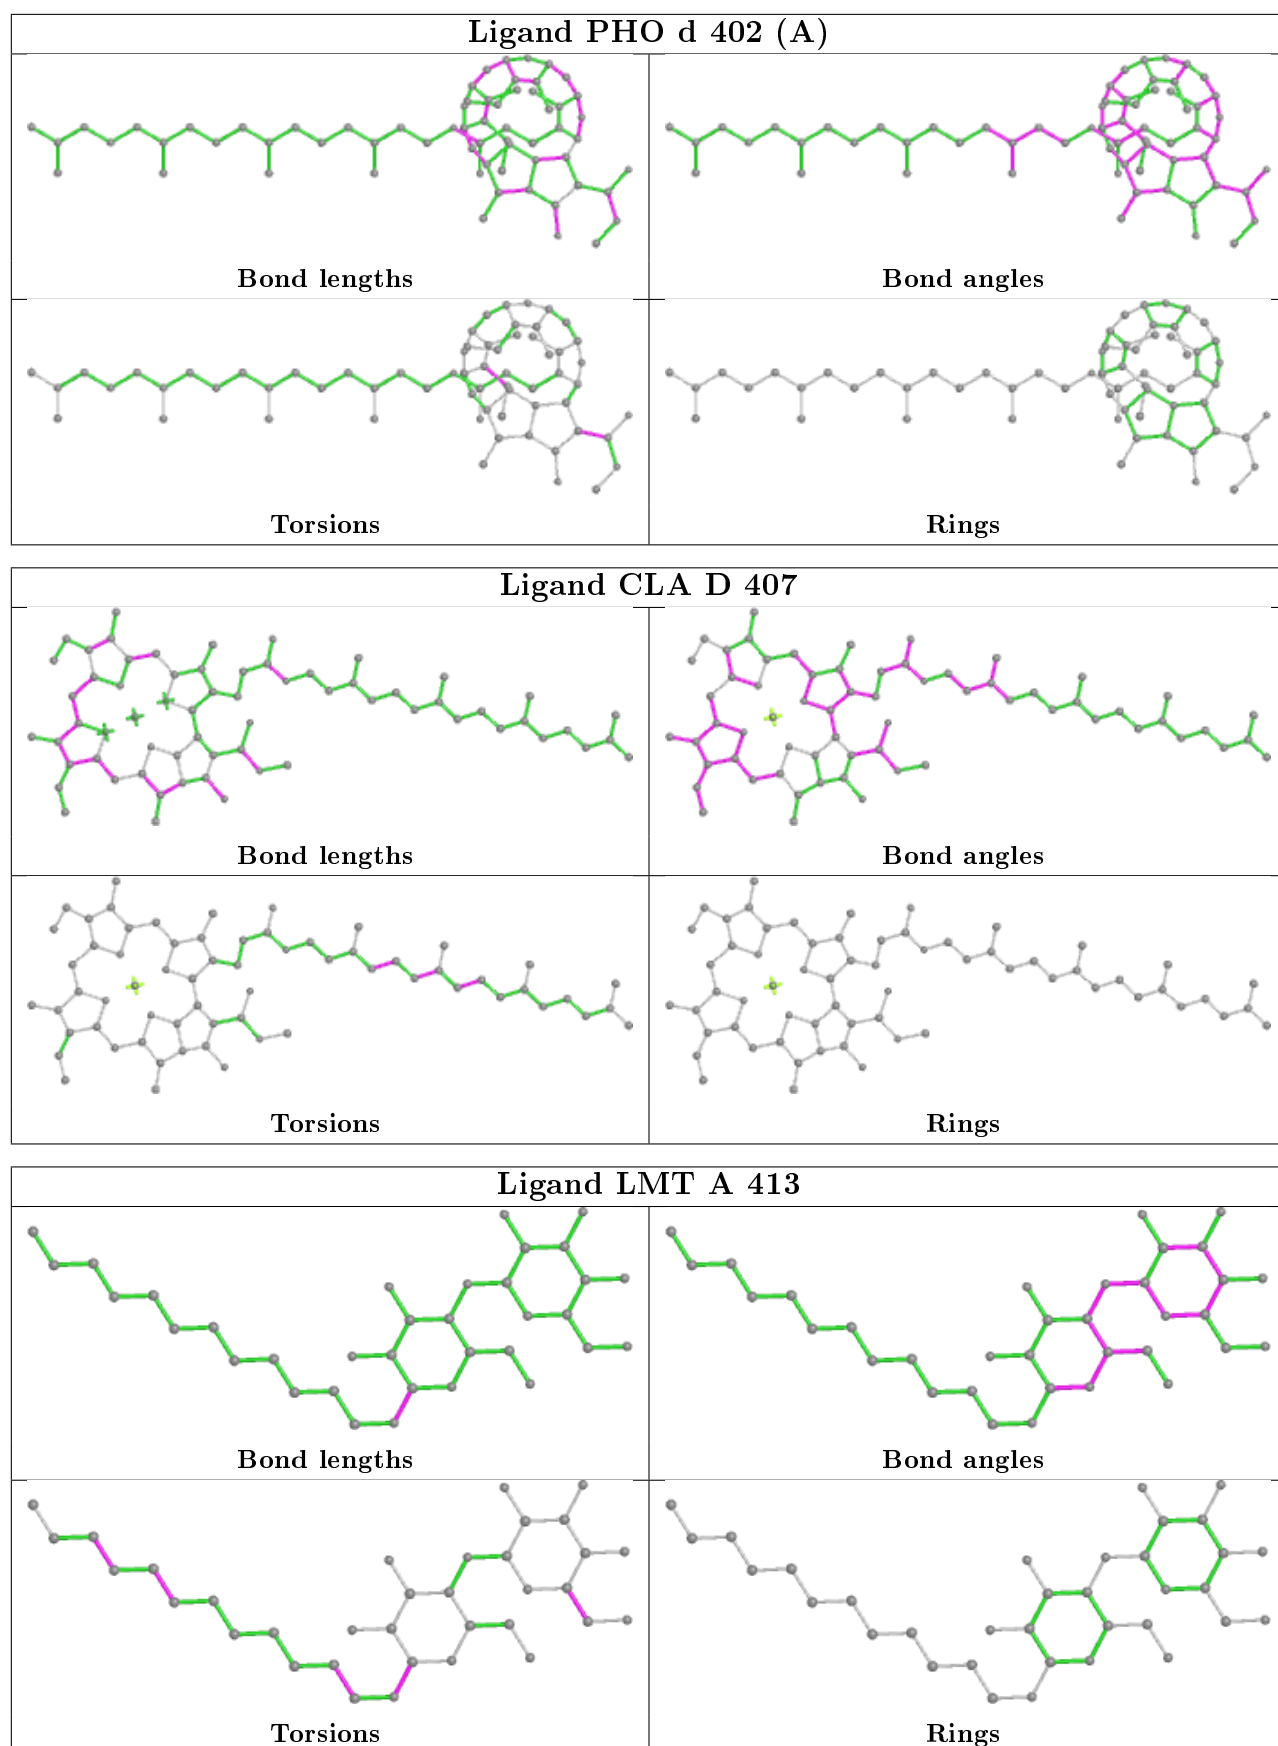 Ligand PHO d 402 (A)
Bond lengths
Bond angles
Torsions
Rings
Ligand CLA D 407
Bond lengths
Bond angles
Torsions
Rings
Ligand LMT A 413
Bond lengths
Bond angles
Torsions
Rings